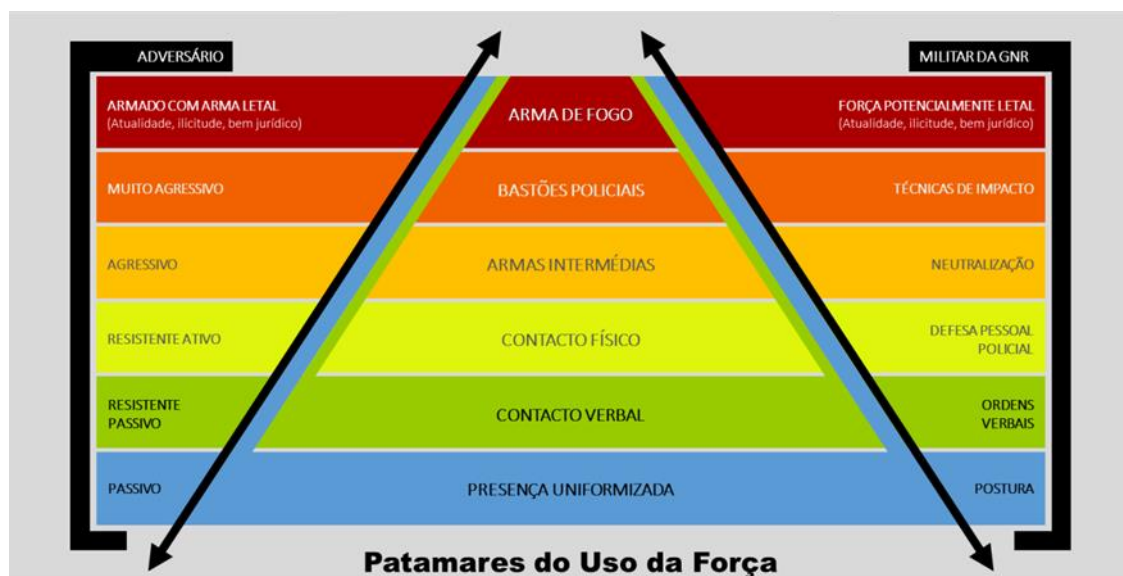 ADVERSÁRIO
MILITAR DA GNR
ARMADO COM ARMA LETAL
(Atualidade, ilicitude, bem jurídico)
ARMA DE FOGO
FORÇA POTENCIALMENTE LETAL
(Atualidade, ilicitude, bem jurídico)
MUITO AGRESSIVO
BASTÕES POLICIAIS
TÉCNICAS DE IMPACTO
AGRESSIVO
ARMAS INTERMÉDIAS
NEUTRALIZAÇÃO
RESISTENTE ATIVO
CONTACTO FÍSICO
DEFESA PESSOAL
POLICIAL
RESISTENTE
PASSIVO
CONTACTO VERBAL
ORDENS
VERBAIS
PASSIVO
PRESENÇA UNIFORMIZADA
POSTURA
Patamares do Uso da Força